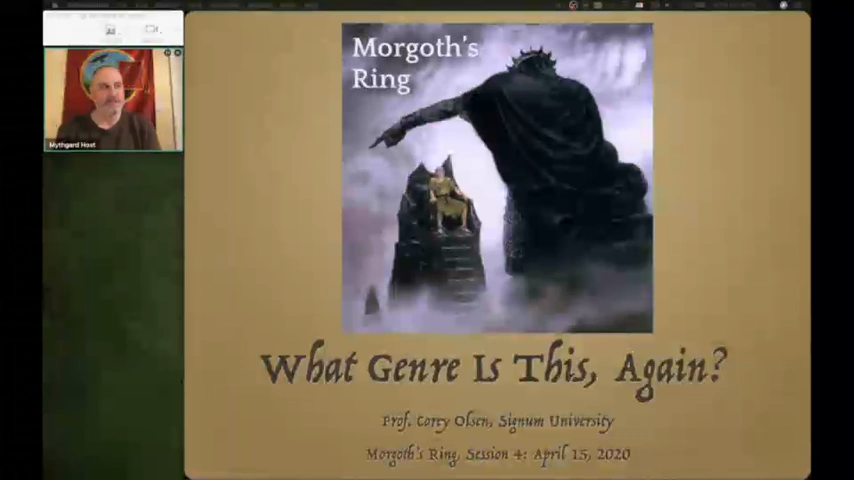 Morgoth's
Ring
Mythgard Host
What Genre Is This, Again?
Prof. Corey Olsen, Signum University
Morgoth's Ring, Session 4: April 15, 2020